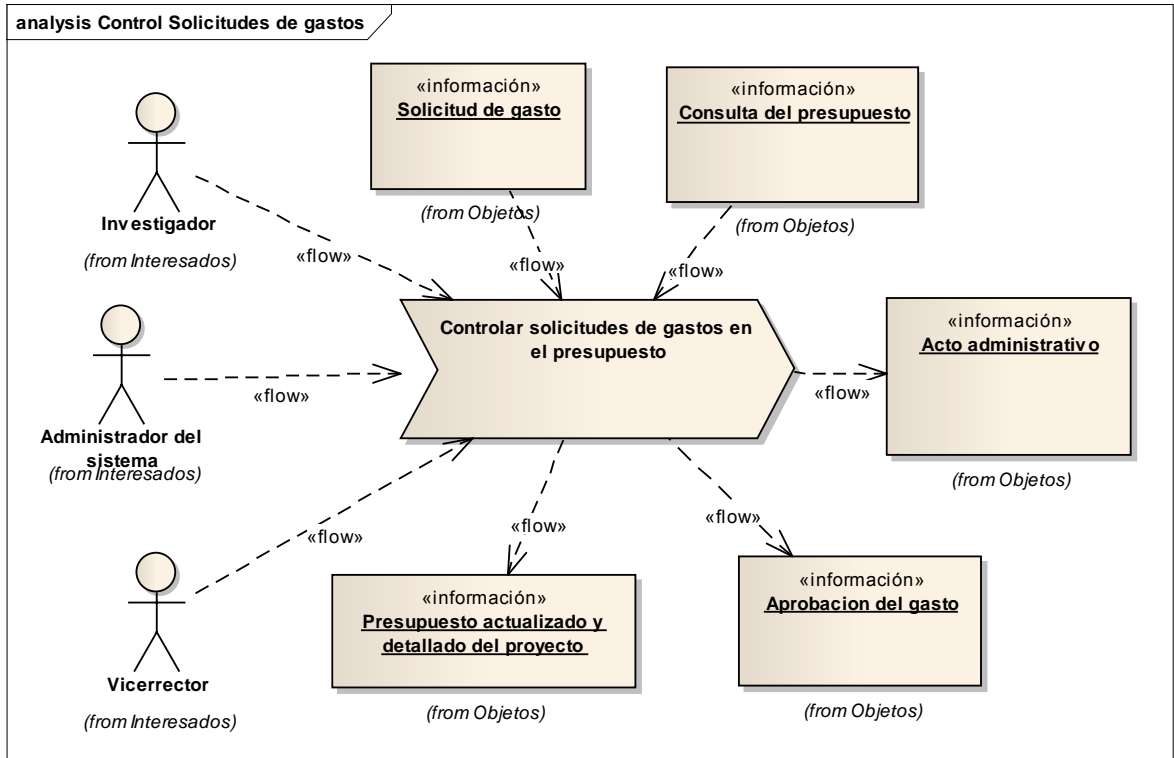 analysis Control Solicitudes de gastos
«información»
Solicitud de gasto
(from Objetos)
«información»
Consulta del presupuesto
(from Objetos)
Investigador
(from Interesados)
«flow»
«flow»
«flow»
Controlar solicitudes de gastos en
el presupuesto
«información»
Acto administrativo
(from Objetos)
«flow»
Administrador del
sistema
(from Interesados)
«flow»
«flow»
«flow»
«flow»
Vicerrector
(from Interesados)
«información»
Presupuesto actualizado y
detallado del proyecto
(from Objetos)
«información»
Aprobacion del gasto
(from Objetos)